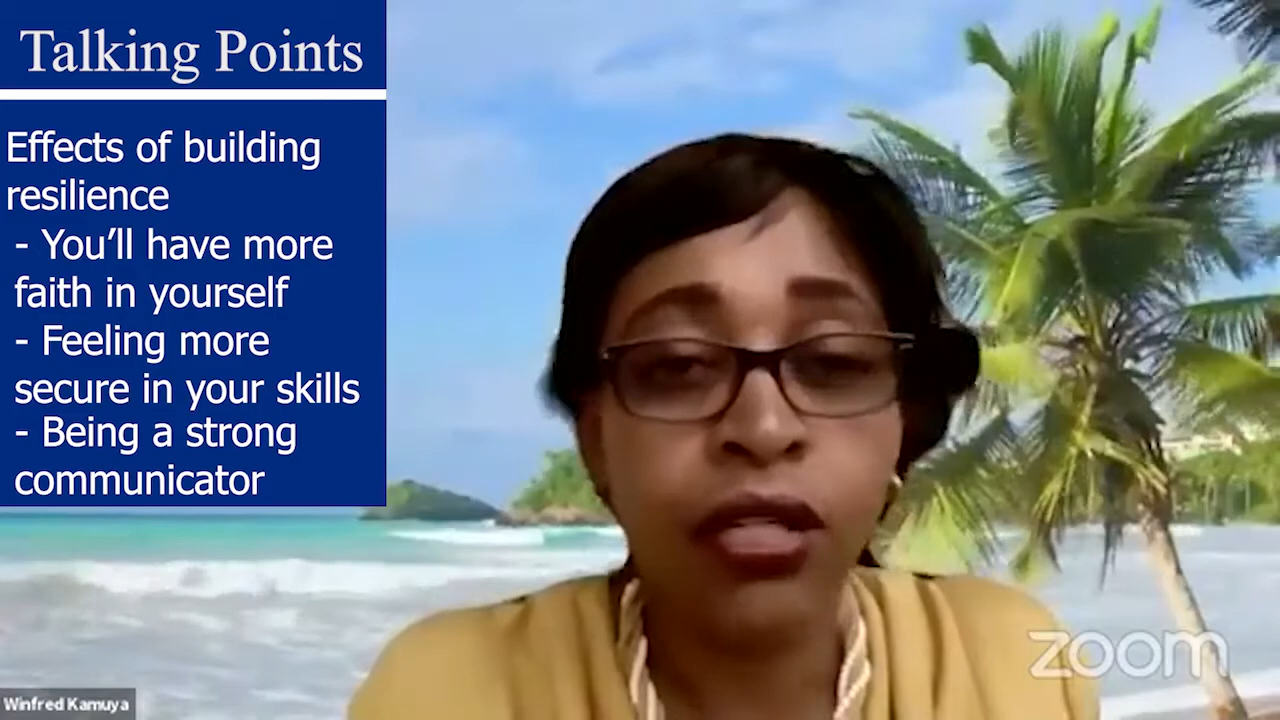 Talking Points
Effects of building
resilience
- You'll have more
faith in yourself
- Feeling more
secure in your skills
- Being a strong
communicator
zoom
Winfred Kamuya